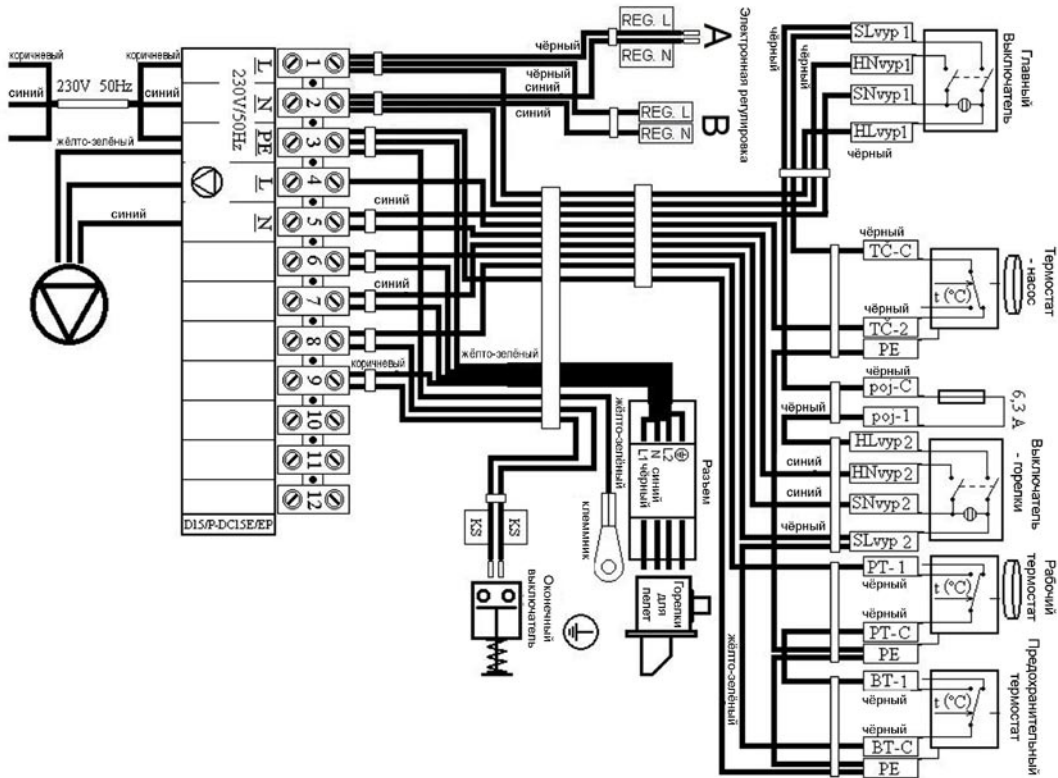 коричневый
коричневый
230V 50Hz
синий
синий
жёлто-зелёный
синий
230V/50Hz
L
N
PE
L
N
D15/P-DC15E/EP
1
2
3
4
5
6
7
8
9
10
11
12
чёрный
чёрный
синий
синий
синий
синий
коричневый
жёлто-зелёный
REG. L
REG. N
A
REG. L
REG. N
B
Электронная регулировка
KS
KS
Оконечный
выключатель
клеммник
жёлто-зелёный
L2
N синий
L1 чёрный
Разъем
Горелки
для
пелет
жёлто-зелёный
чёрный
чёрный
чёрный
SLvyp 1
HNvyp1
SNvyp1
HLvyp1
чёрный
Главный
Выключатель
чёрный
TČ-C
t (°C)
чёрный
TČ-2
PE
Термостат
- насос
чёрный
poj-C
чёрный
poj-1
6,3 A
HLvyp 2
синий
HNvyp2
синий
SNvyp2
чёрный
SLvyp 2
Выключатель
- горелки
PT- 1
чёрный
t (°C)
чёрный
PT-C
PE
Рабочий
термостат
BT-1
чёрный
t (°C)
чёрный
BT-C
PE
Предохранительный
термостат